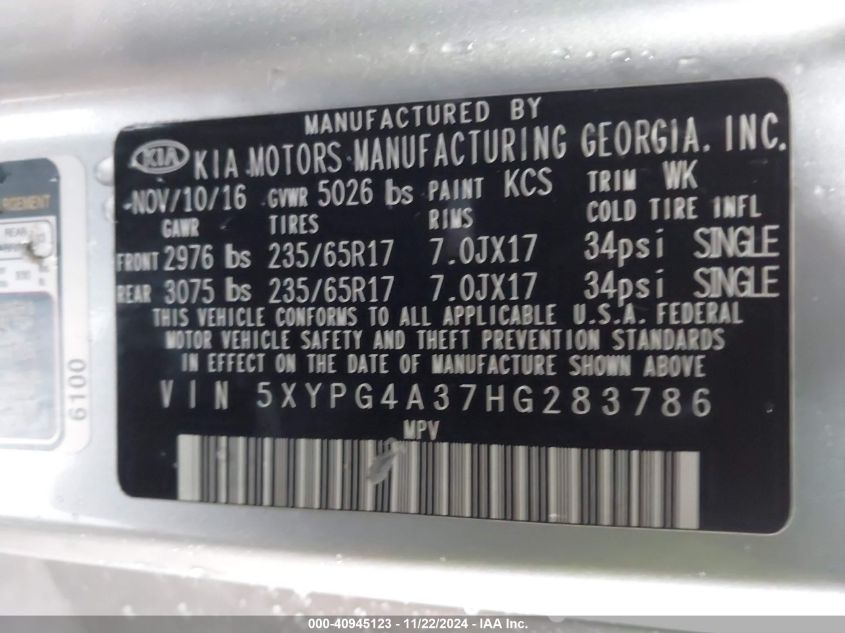 MANUFACTURED BY
KIA KIA MOTORS MANUFACTURING GEORGIA, INC.
NOV/10/16 GVWR 5026 lbs PAINT KCS TRIM WK
GAWR TIRES RIMS COLD TIRE INFL
FRONT 2976 lbs 235/65R17 7.0JX17 34psi SINGLE
REAR 3075 lbs 235/65R17 7.0JX17 34psi SINGLE
THIS VEHICLE CONFORMS TO ALL APPLICABLE U.S.A. FEDERAL
MOTOR VEHICLE SAFETY AND THEFT PREVENTION STANDARDS
IN EFFECT ON THE DATE OF MANUFACTURE SHOWN ABOVE
VIN 5XYPG4A37HG283786
MPV
REAR
6100
000-40945123 - 11/22/2024 - IAA, Inc.